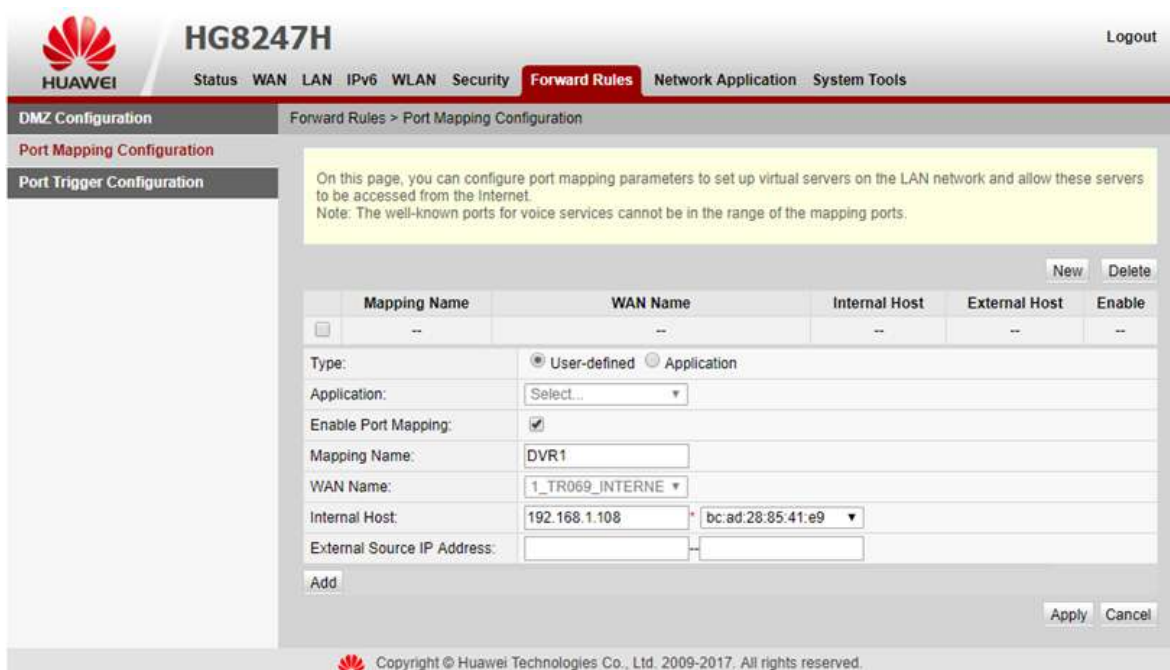 HUAWEI
HG8247H
Logout
Status WAN LAN IPv6 WLAN Security Forward Rules Network Application System Tools
DMZ Configuration
Port Mapping Configuration
Port Trigger Configuration
Forward Rules > Port Mapping Configuration
On this page, you can configure port mapping parameters to set up virtual servers on the LAN network and allow these servers
to be accessed from the Internet.
Note: The well-known ports for voice services cannot be in the range of the mapping ports.
New Delete
Mapping Name WAN Name Internal Host External Host Enable
-- -- -- -- --
Type: User-defined Application
Application: Select...
Enable Port Mapping:
Mapping Name: DVR1
WAN Name: 1_TR069_INTERNE
Internal Host: 192.168.1.108 * bc:ad:28:85:41:e9
External Source IP Address: --
Add
Apply Cancel
Copyright © Huawei Technologies Co., Ltd. 2009-2017. All rights reserved.